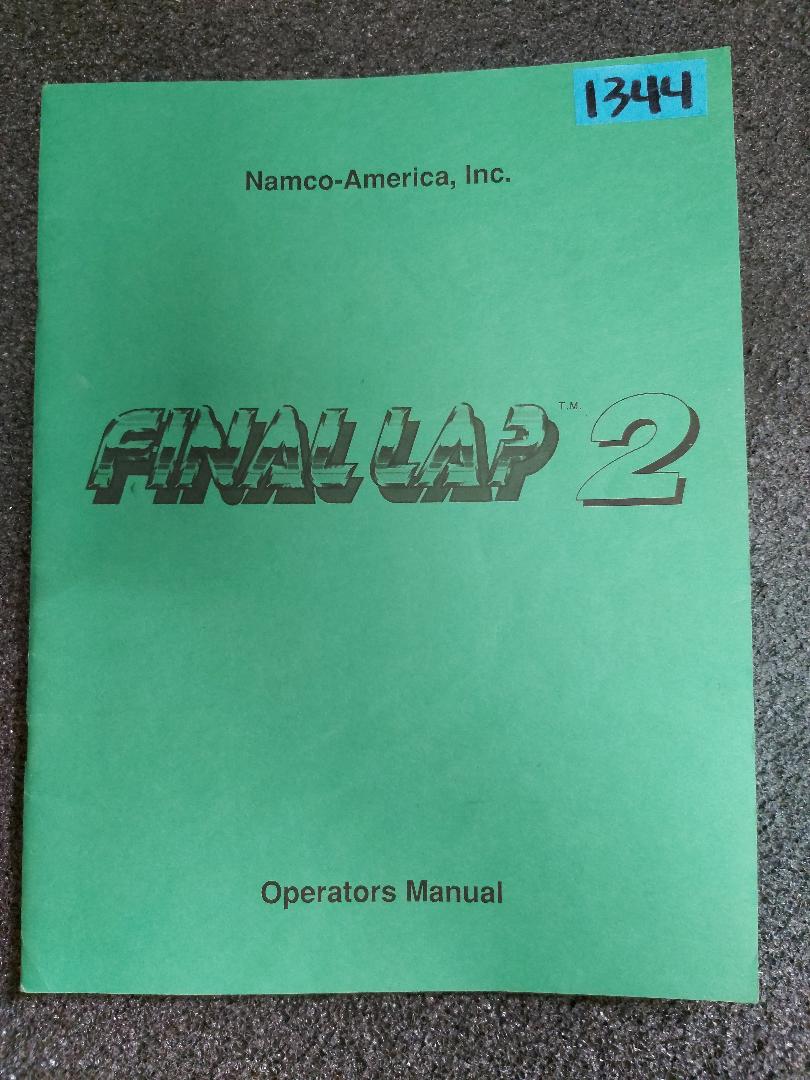 1344
Namco-America, Inc.
FINAL LAP T.M. 2
Operators Manual